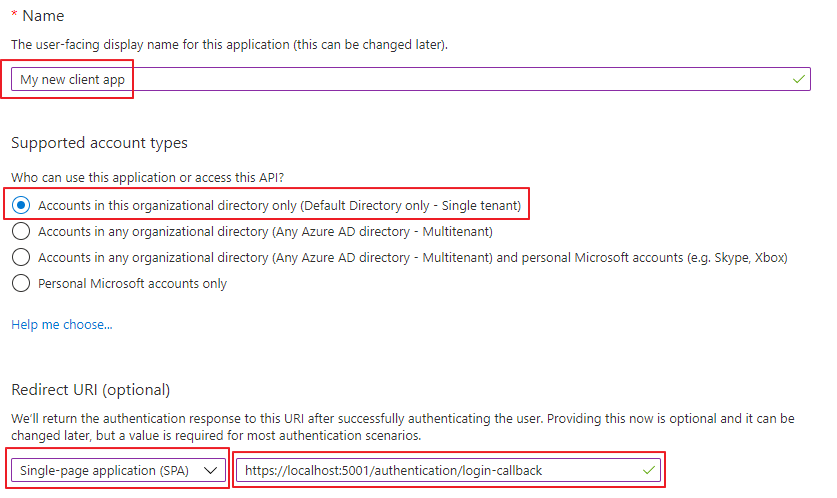 * Name
The user-facing display name for this application (this can be changed later).
My new client app
Supported account types
Who can use this application or access this API?
Accounts in this organizational directory only (Default Directory only - Single tenant)
Accounts in any organizational directory (Any Azure AD directory - Multitenant)
Accounts in any organizational directory (Any Azure AD directory - Multitenant) and personal Microsoft accounts (e.g. Skype, Xbox)
Personal Microsoft accounts only
Help me choose...
Redirect URI (optional)
We'll return the authentication response to this URI after successfully authenticating the user. Providing this now is optional and it can be
changed later, but a value is required for most authentication scenarios.
Single-page application (SPA) https://localhost:5001/authentication/login-callback